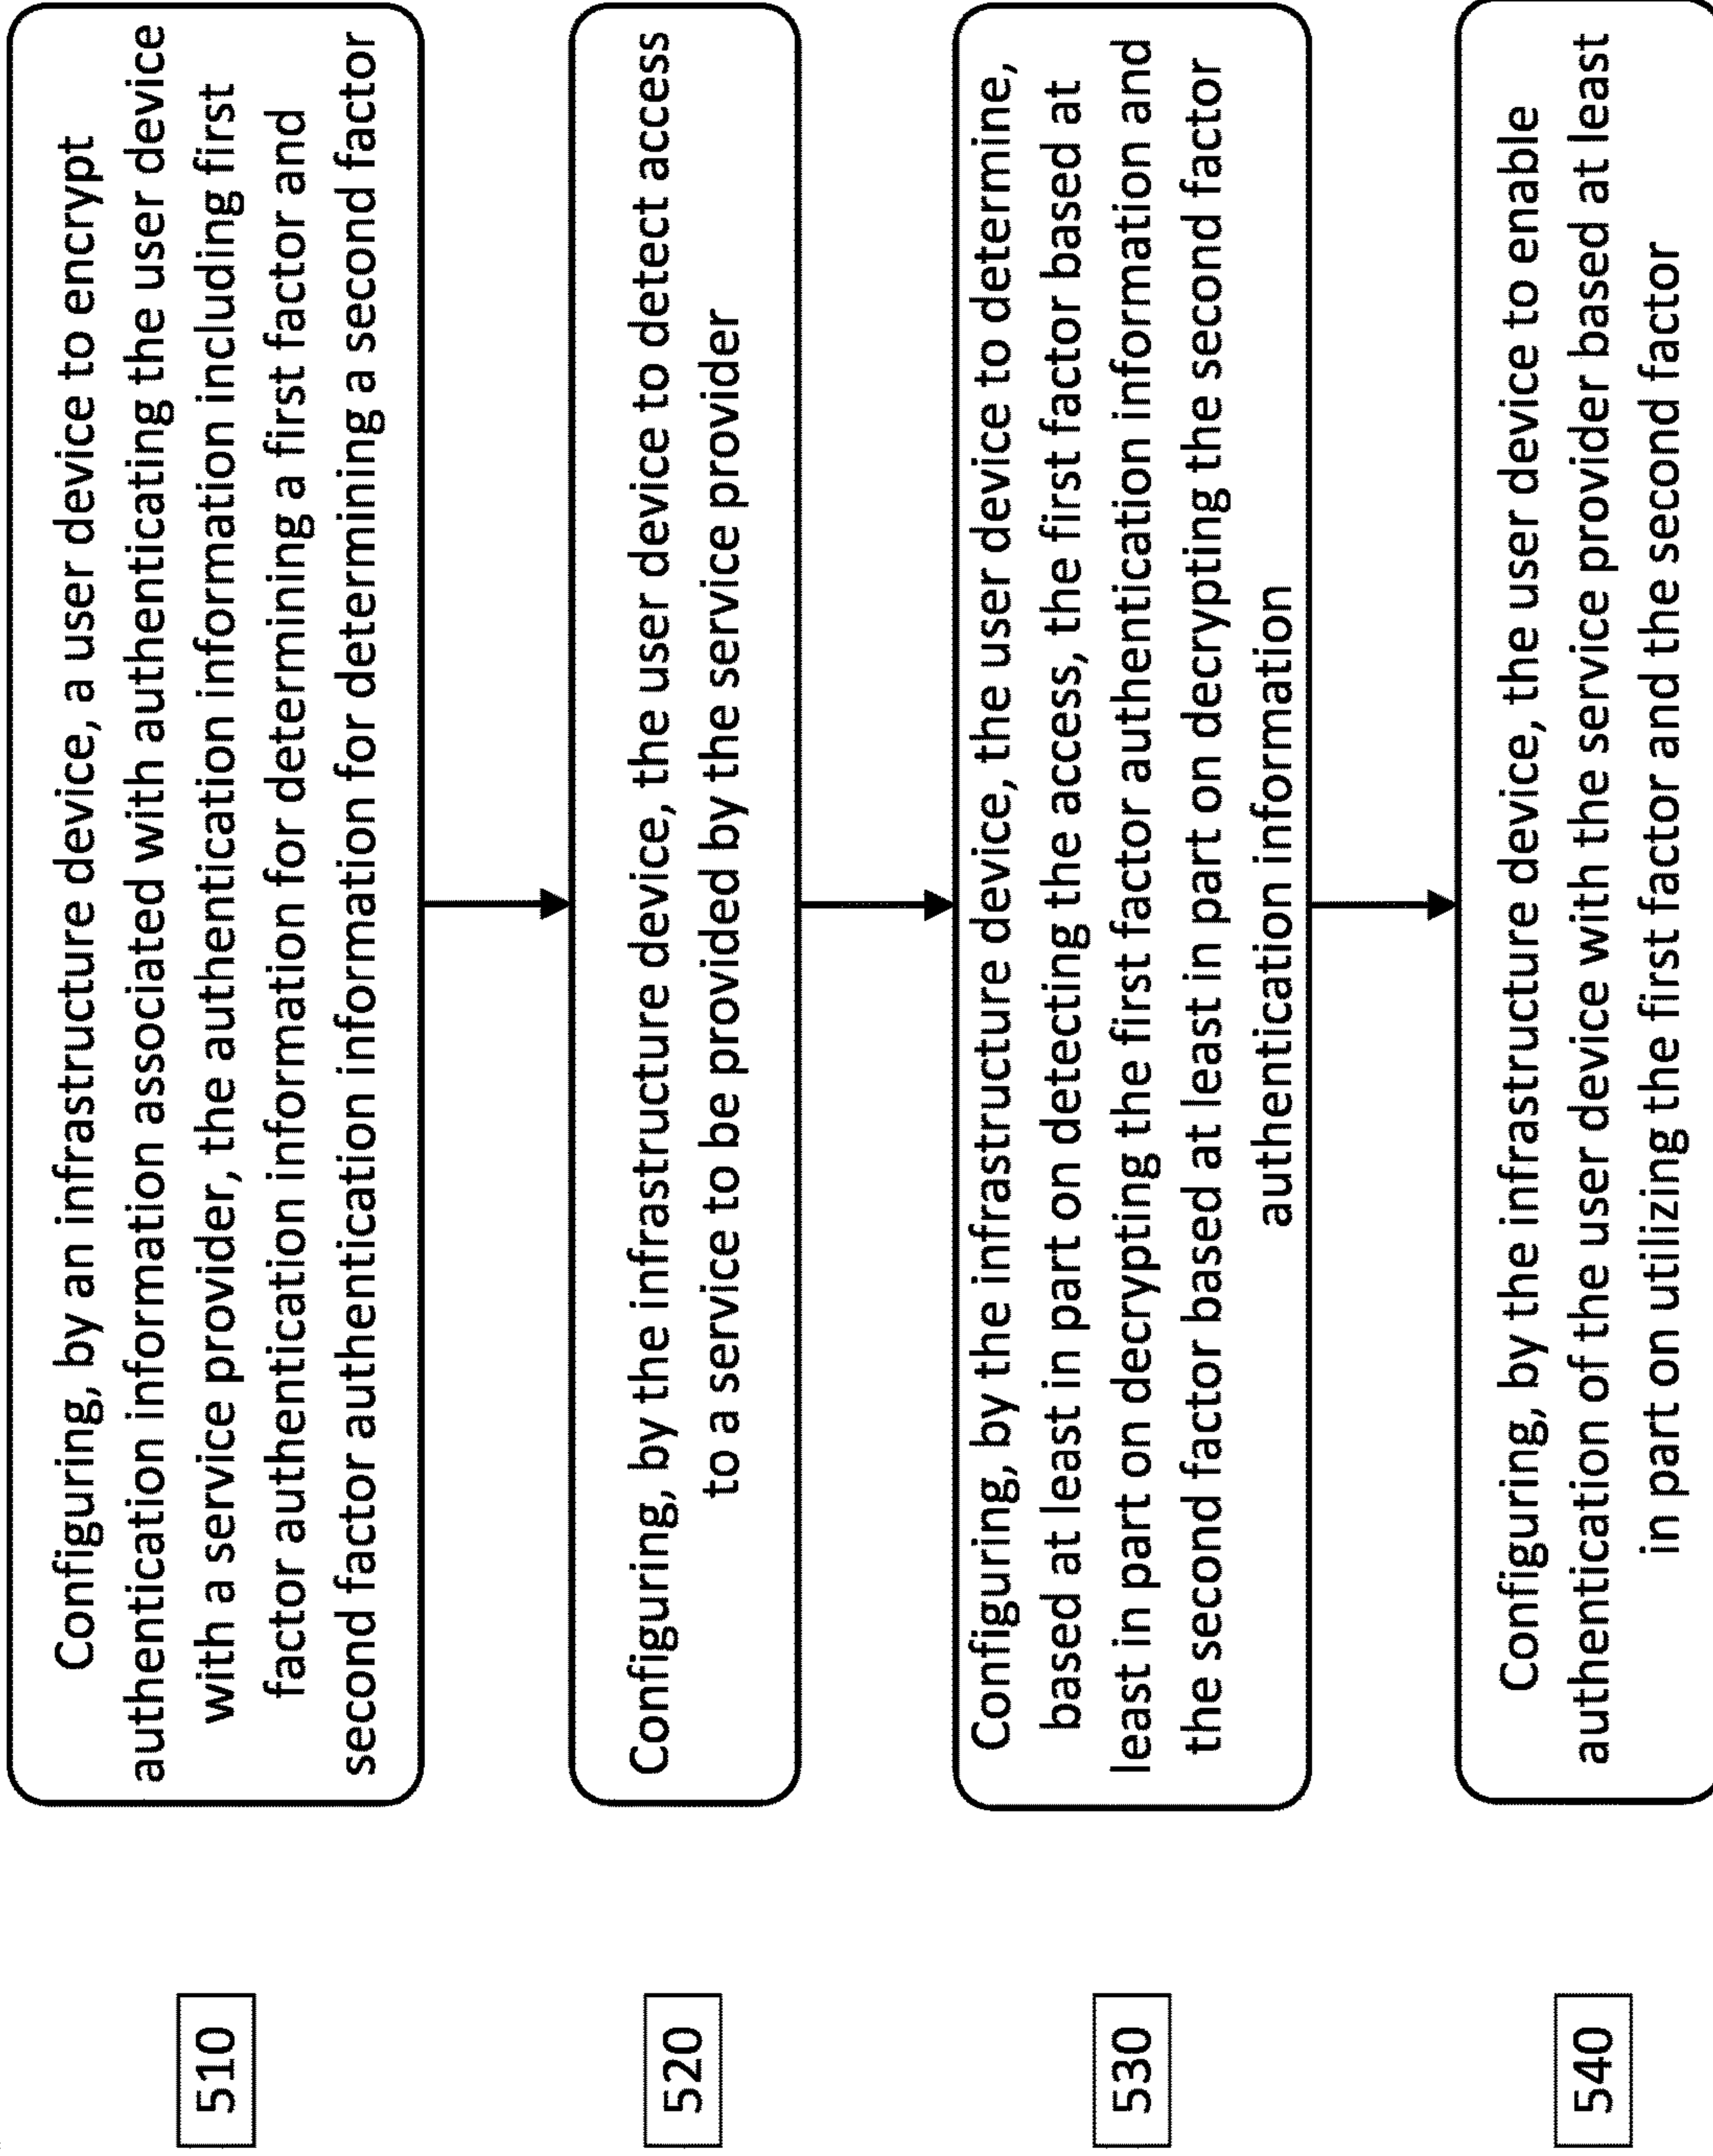 510
Configuring, by an infrastructure device, a user device to encrypt
authentication information associated with authenticating the user device
with a service provider, the authentication information including first
factor authentication information for determining a first factor and
second factor authentication information for determining a second factor
520
Configuring, by the infrastructure device, the user device to detect access
to a service to be provided by the service provider
530
Configuring, by the infrastructure device, the user device to determine,
based at least in part on detecting the access, the first factor based at
least in part on decrypting the first factor authentication information and
the second factor based at least in part on decrypting the second factor
authentication information
540
Configuring, by the infrastructure device, the user device to enable
authentication of the user device with the service provider based at least
in part on utilizing the first factor and the second factor